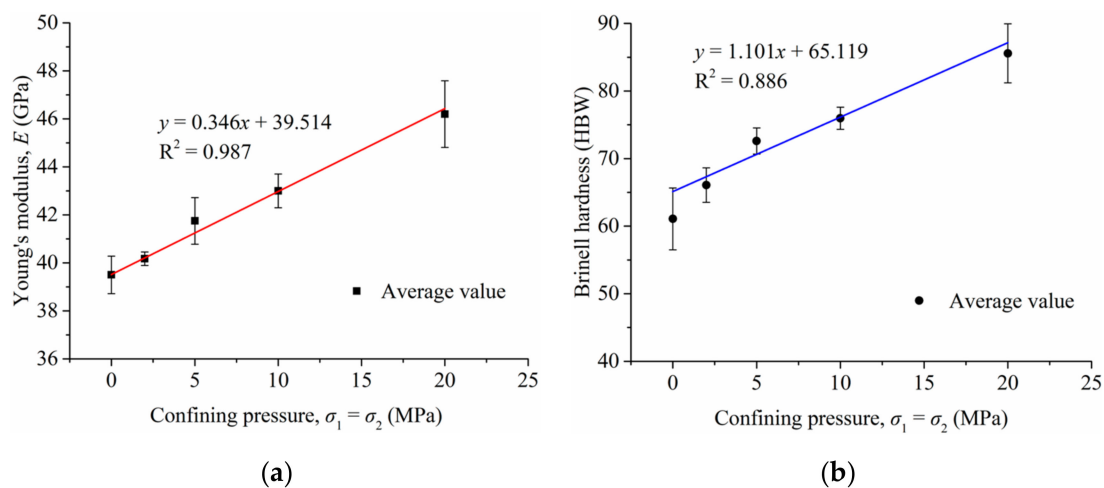 50
48
46
44
42
40
38
36
Young's modulus, E (GPa)
y = 0.346x + 39.514
R² = 0.987
Average value
0 5 10 15 20 25
Confining pressure, σ₁ = σ₂ (MPa)
(a)
90
80
70
60
50
40
Brinell hardness (HBW)
y = 1.101x + 65.119
R² = 0.886
Average value
0 5 10 15 20 25
Confining pressure, σ₁ = σ₂ (MPa)
(b)